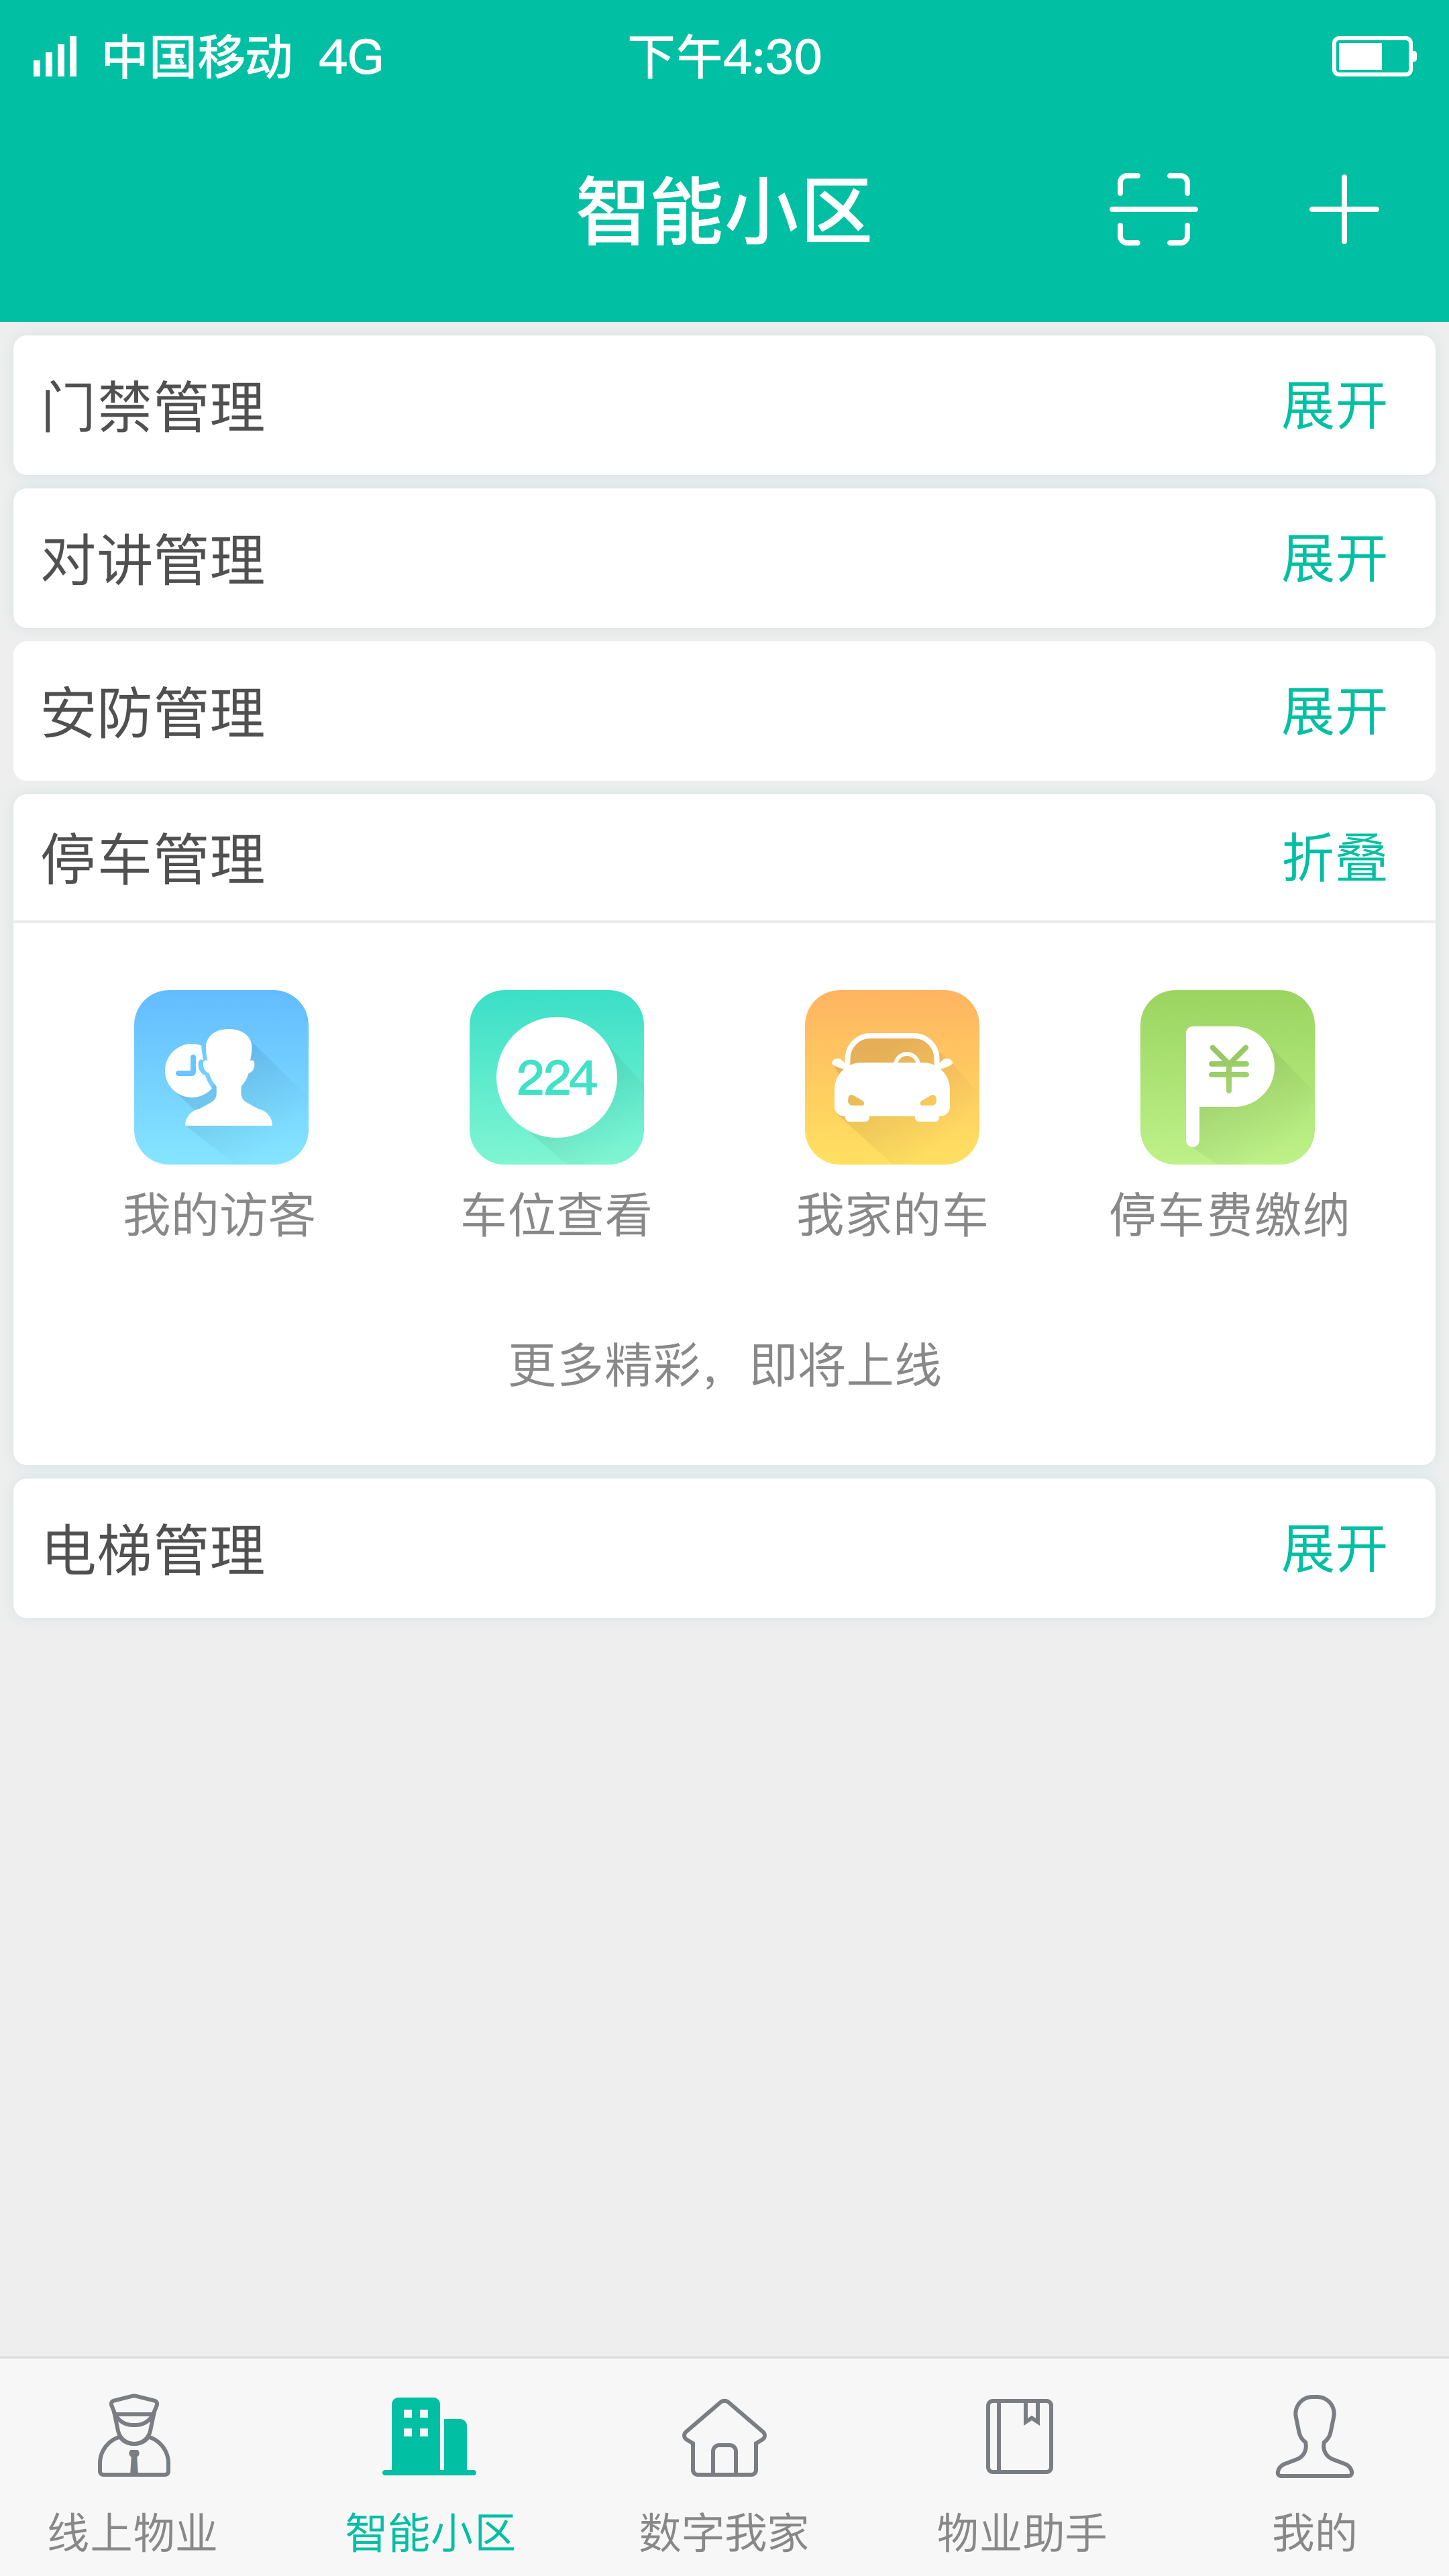 中国移动 4G 下午4:30
智能小区
门禁管理 展开
对讲管理 展开
安防管理 展开
停车管理 折叠
224
¥
我的访客 车位查看 我家的车 停车费缴纳
更多精彩，即将上线
电梯管理 展开
线上物业 智能小区 数字我家 物业助手 我的